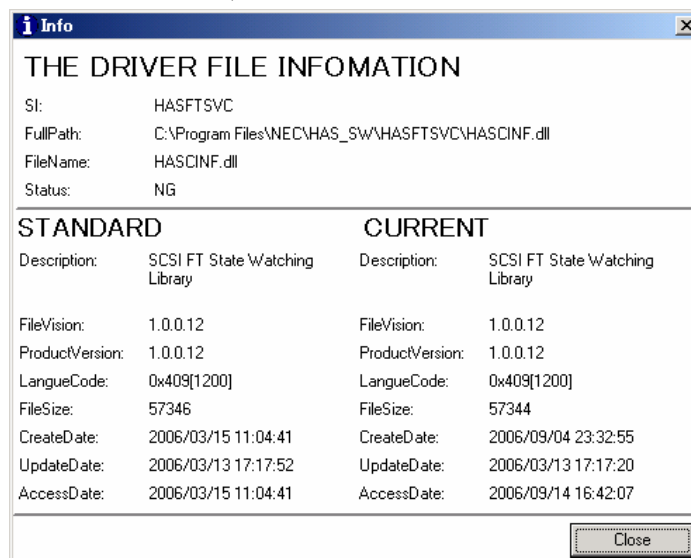 Info
THE DRIVER FILE INFOMATION
SI: HASFTSVC
FullPath: C:\Program Files\NEC\HAS_SW\HASFTSVC\HASCINF.dll
FileName: HASCINF.dll
Status: NG
STANDARD
Description: SCSI FT State Watching
Library
FileVision: 1.0.0.12
ProductVersion: 1.0.0.12
LangueCode: 0x409[1200]
FileSize: 57346
CreateDate: 2006/03/15 11:04:41
UpdateDate: 2006/03/13 17:17:52
AccessDate: 2006/03/15 11:04:41
CURRENT
Description: SCSI FT State Watching
Library
FileVision: 1.0.0.12
ProductVersion: 1.0.0.12
LangueCode: 0x409[1200]
FileSize: 57344
CreateDate: 2006/09/04 23:32:55
UpdateDate: 2006/03/13 17:17:20
AccessDate: 2006/09/14 16:42:07
Close